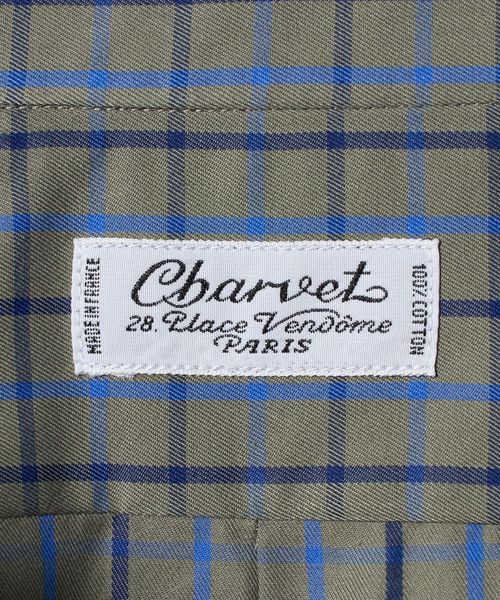 Charvet
28. Place Vendôme
PARIS
MADE IN FRANCE
100% COTTON